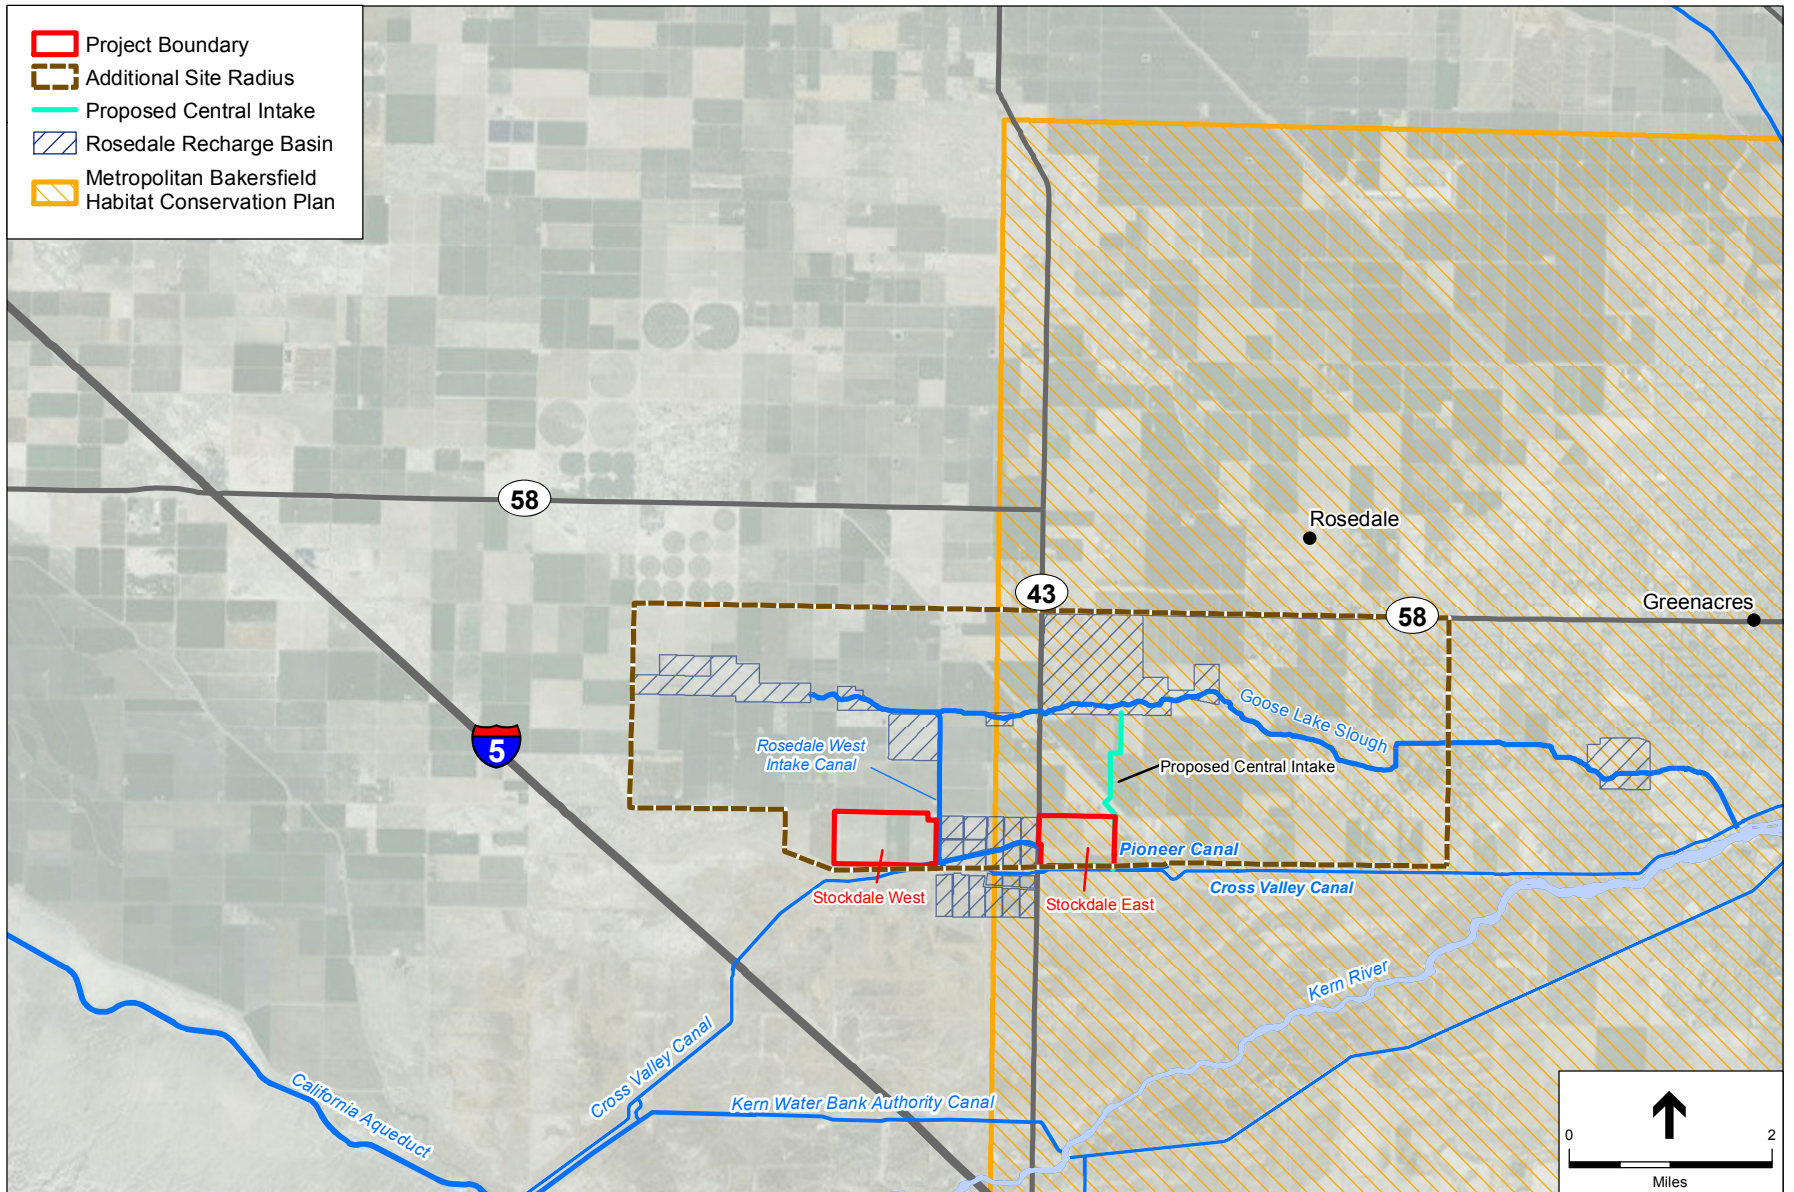 Project Boundary
Additional Site Radius
Proposed Central Intake
Rosedale Recharge Basin
Metropolitan Bakersfield
Habitat Conservation Plan
58
Rosedale
43
58
Greenacres
Goose Lake Slough
5
Rosedale West
Intake Canal
Proposed Central Intake
Pioneer Canal
Cross Valley Canal
Stockdale West
Stockdale East
Kern River
Cross Valley Canal
California Aqueduct
Kern Water Bank Authority Canal
0 2
Miles